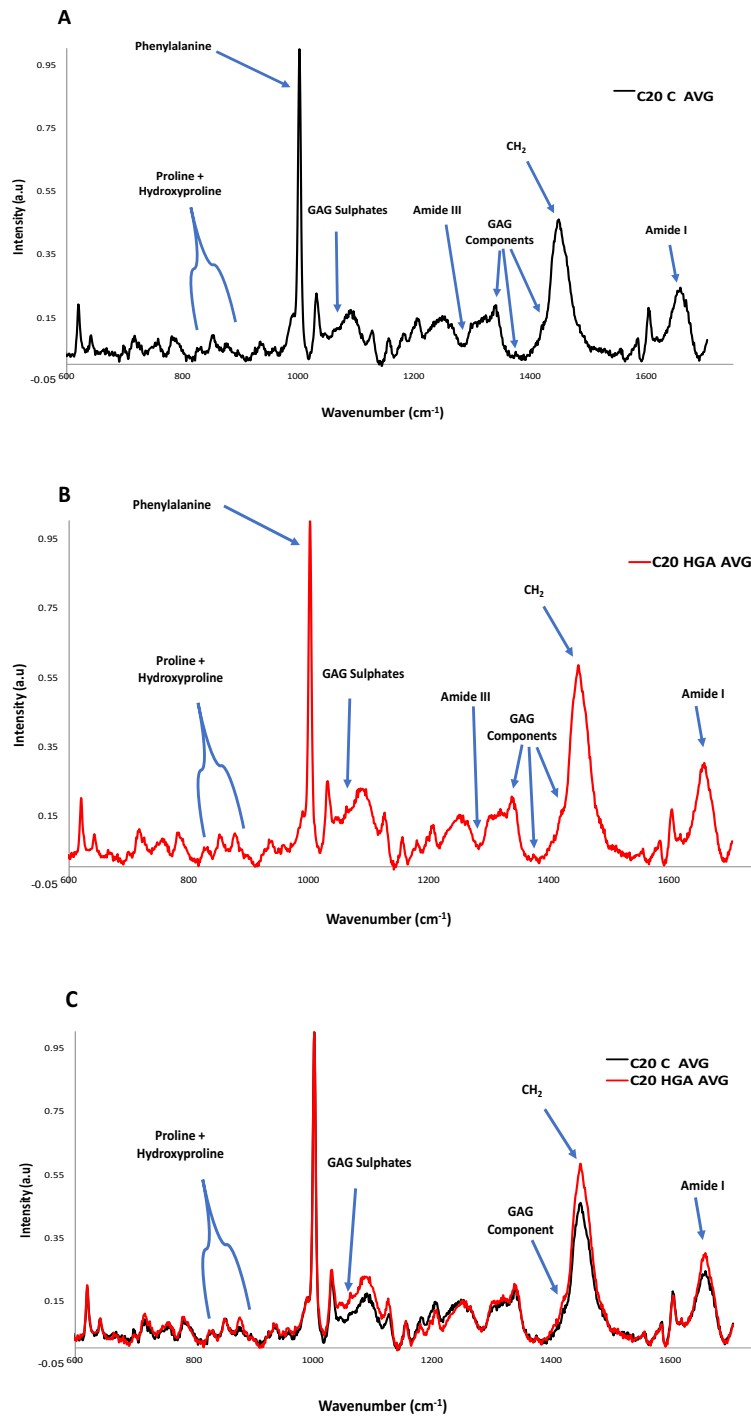 A
Phenylalanine
0.95
C20 C AVG
0.75
CH2
Proline +
Hydroxyproline
0.55
GAG Sulphates
Amide III
GAG
Components
Amide I
0.35
0.15
-0.05
600
800
1000
1200
1400
1600
Intensity (a.u)
Wavenumber (cm-1)
B
Phenylalanine
0.95
C20 HGA AVG
0.75
CH2
Proline +
Hydroxyproline
0.55
GAG Sulphates
Amide III
GAG
Components
Amide I
0.35
0.15
-0.05
600
800
1000
1200
1400
1600
Intensity (a.u)
Wavenumber (cm-1)
C
0.95
C20 C AVG
C20 HGA AVG
0.75
CH2
Proline +
Hydroxyproline
0.55
GAG Sulphates
GAG
Component
Amide I
0.35
0.15
-0.05
600
800
1000
1200
1400
1600
Intensity (a.u)
Wavenumber (cm-1)